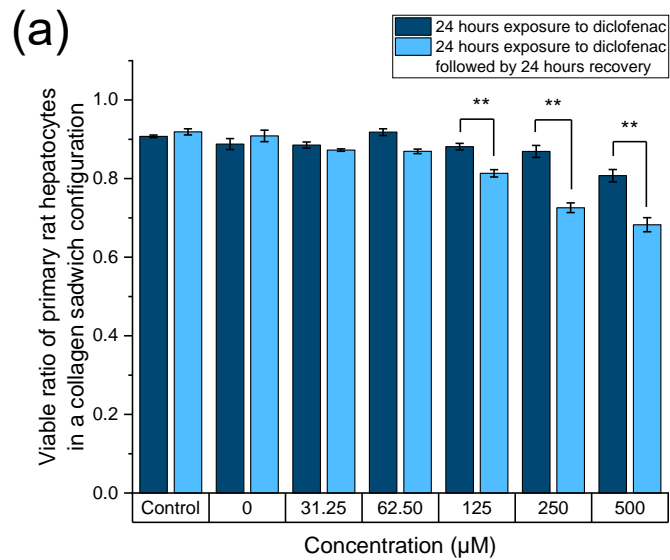 (a)
24 hours exposure to diclofenac
24 hours exposure to diclofenac
followed by 24 hours recovery
Viable ratio of primary rat hepatocytes
in a collagen sadwich configuration
1.0
0.8
0.6
0.4
0.2
0.0
**
**
**
Control 0 31.25 62.50 125 250 500
Concentration (µM)